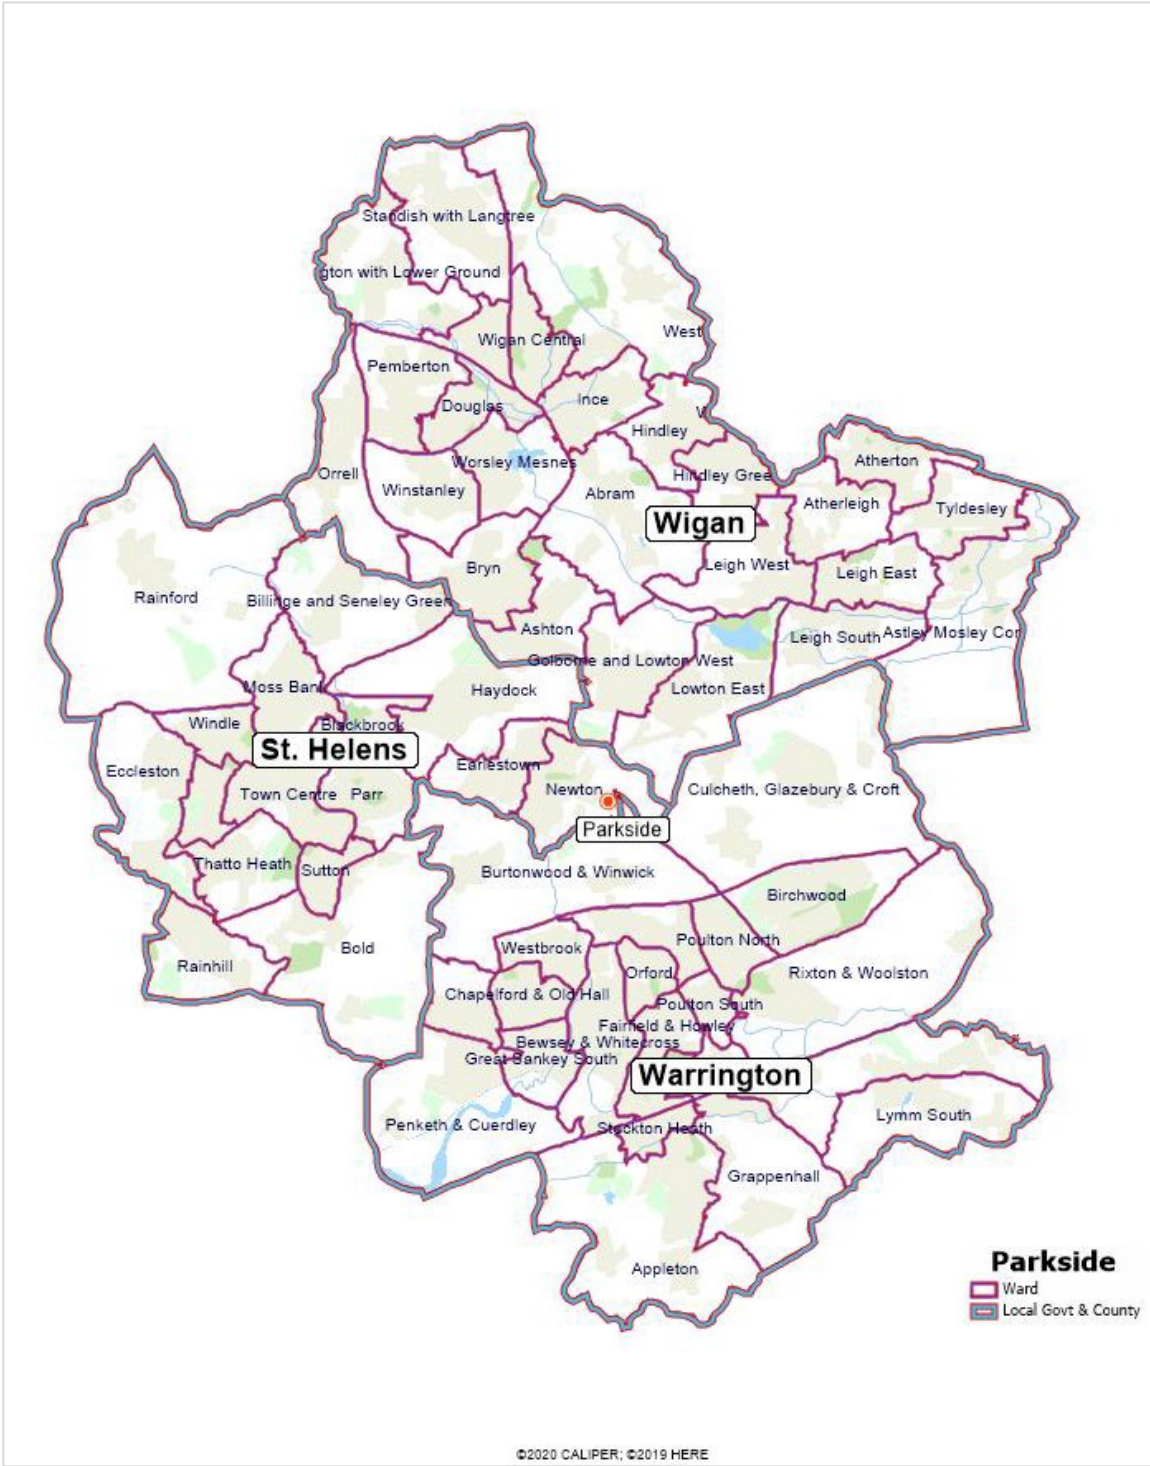 Standish with Langtree
gton with Lower Ground
West
Wigan Central
Pemberton
Ince
Douglas
W
Hindley
Atherton
Worsley Mesnes
Orrell
Hindley Gree
Winstanley
Abram
Atherleigh
Tyldesley
Wigan
Leigh West
Bryn
Leigh East
Rainford
Billinge and Seneley Green
Ashton
Leigh South
Astley Mosley Com
Golborne and Lowton West
Moss Bank
Haydock
Lowton East
Windle
Blackbrook
St. Helens
Earlestown
Eccleston
Newton
Culcheth, Glazebury & Croft
Town Centre
Parr
Parkside
Thatto Heath
Sutton
Burtonwood & Winwick
Birchwood
Poulton North
Bold
Westbrook
Rainhill
Orford
Rixton & Woolston
Chapelford & Old Hall
Poulton South
Fairfield & Howley
Bewsey & Whitecross
Great Sankey South
Warrington
Lymm South
Penketh & Cuerdley
Stockton Heath
Grappenhall
Appleton
Parkside
Ward
Local Govt & County
©2020 CALIPER; ©2019 HERE